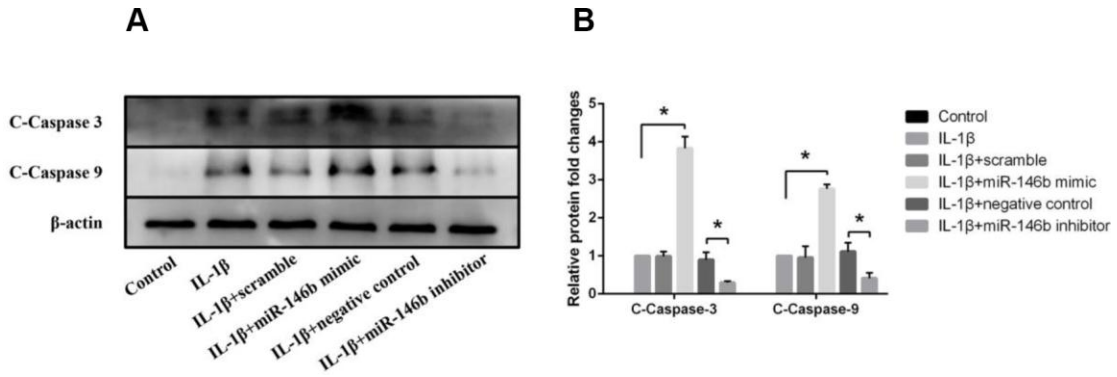 A
C-Caspase 3
C-Caspase 9
β-actin
Control
IL-1β
IL-1β+scramble
IL-1β+miR-146b mimic
IL-1β+negative control
IL-1β+miR-146b inhibitor
B
Relative protein fold changes
5
4
3
2
1
0
*
*
*
*
C-Caspase-3
C-Caspase-9
Control
IL-1β
IL-1β+scramble
IL-1β+miR-146b mimic
IL-1β+negative control
IL-1β+miR-146b inhibitor